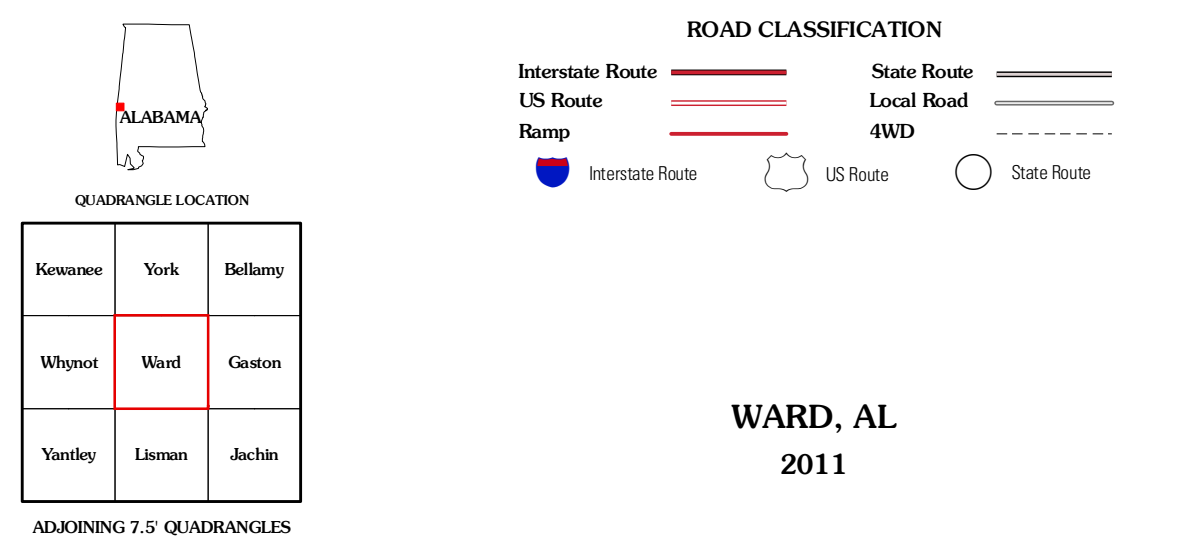 ALABAMA
QUADRANGLE LOCATION
Kewanee York Bellamy
Whynot Ward Gaston
Yantley Lisman Jachin
ADJOINING 7.5' QUADRANGLES
ROAD CLASSIFICATION
Interstate Route State Route
US Route Local Road
Ramp 4WD
Interstate Route US Route State Route
WARD, AL
2011